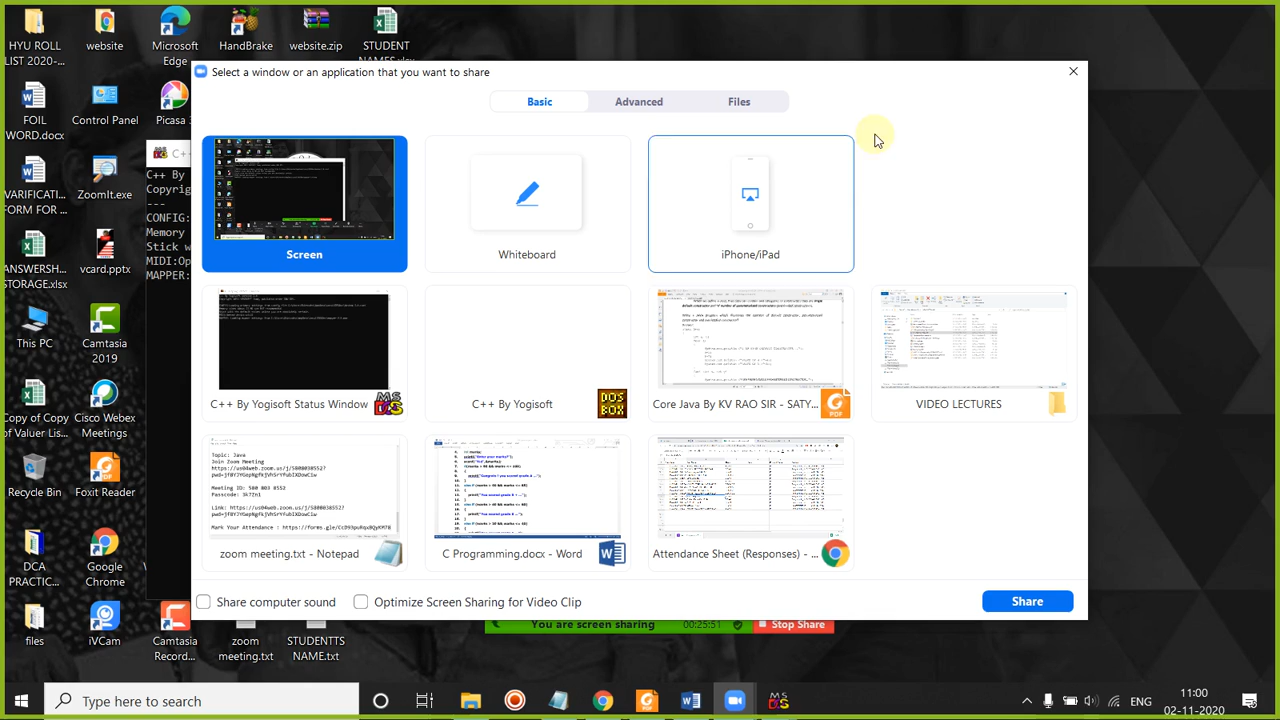 HYU ROLL
LIST 2020-...
website
Microsoft
Edge
HandBrake
website.zip
STUDENT
Select a window or an application that you want to share
Basic
Advanced
Files
FOIL
WORD.docx
Control Panel
Picasa
C++ By
Copyrig
---
CONFIG:
Memory
Stick w
MIDI:Op
MAPPER:
VARIFICATI...
FORM FOR ...
ZoomIt.exe
Screen
Whiteboard
iPhone/iPad
ANSWERSH...
vcard.pptx
This PC
Camtasia
2018
C++ By Yogisoft Status Window
C++ By Yogisoft
Core Java By KV RAO SIR - SATY...
VIDEO LECTURES
Copy of Copy
of Valuer Lis...
Cisco Webex
Meetings
Topic: Java
Join Zoom Meeting
Meeting ID: 580 003 8552
Mark Your Attendance :
Recycle Bin
Foxit Reader
zoom meeting.txt - Notepad
C Programming.docx - Word
Attendance Sheet (Responses) - ...
DCA
PRACTIC...
Google
Chrome
Share computer sound
Optimize Screen Sharing for Video Clip
Share
You are screen sharing
00:25:51
Stop Share
files
iVCam
Camtasia
Record...
zoom
meeting.txt
STUDENTTS
NAME.txt
Type here to search
ENG
11:00
02-11-2020